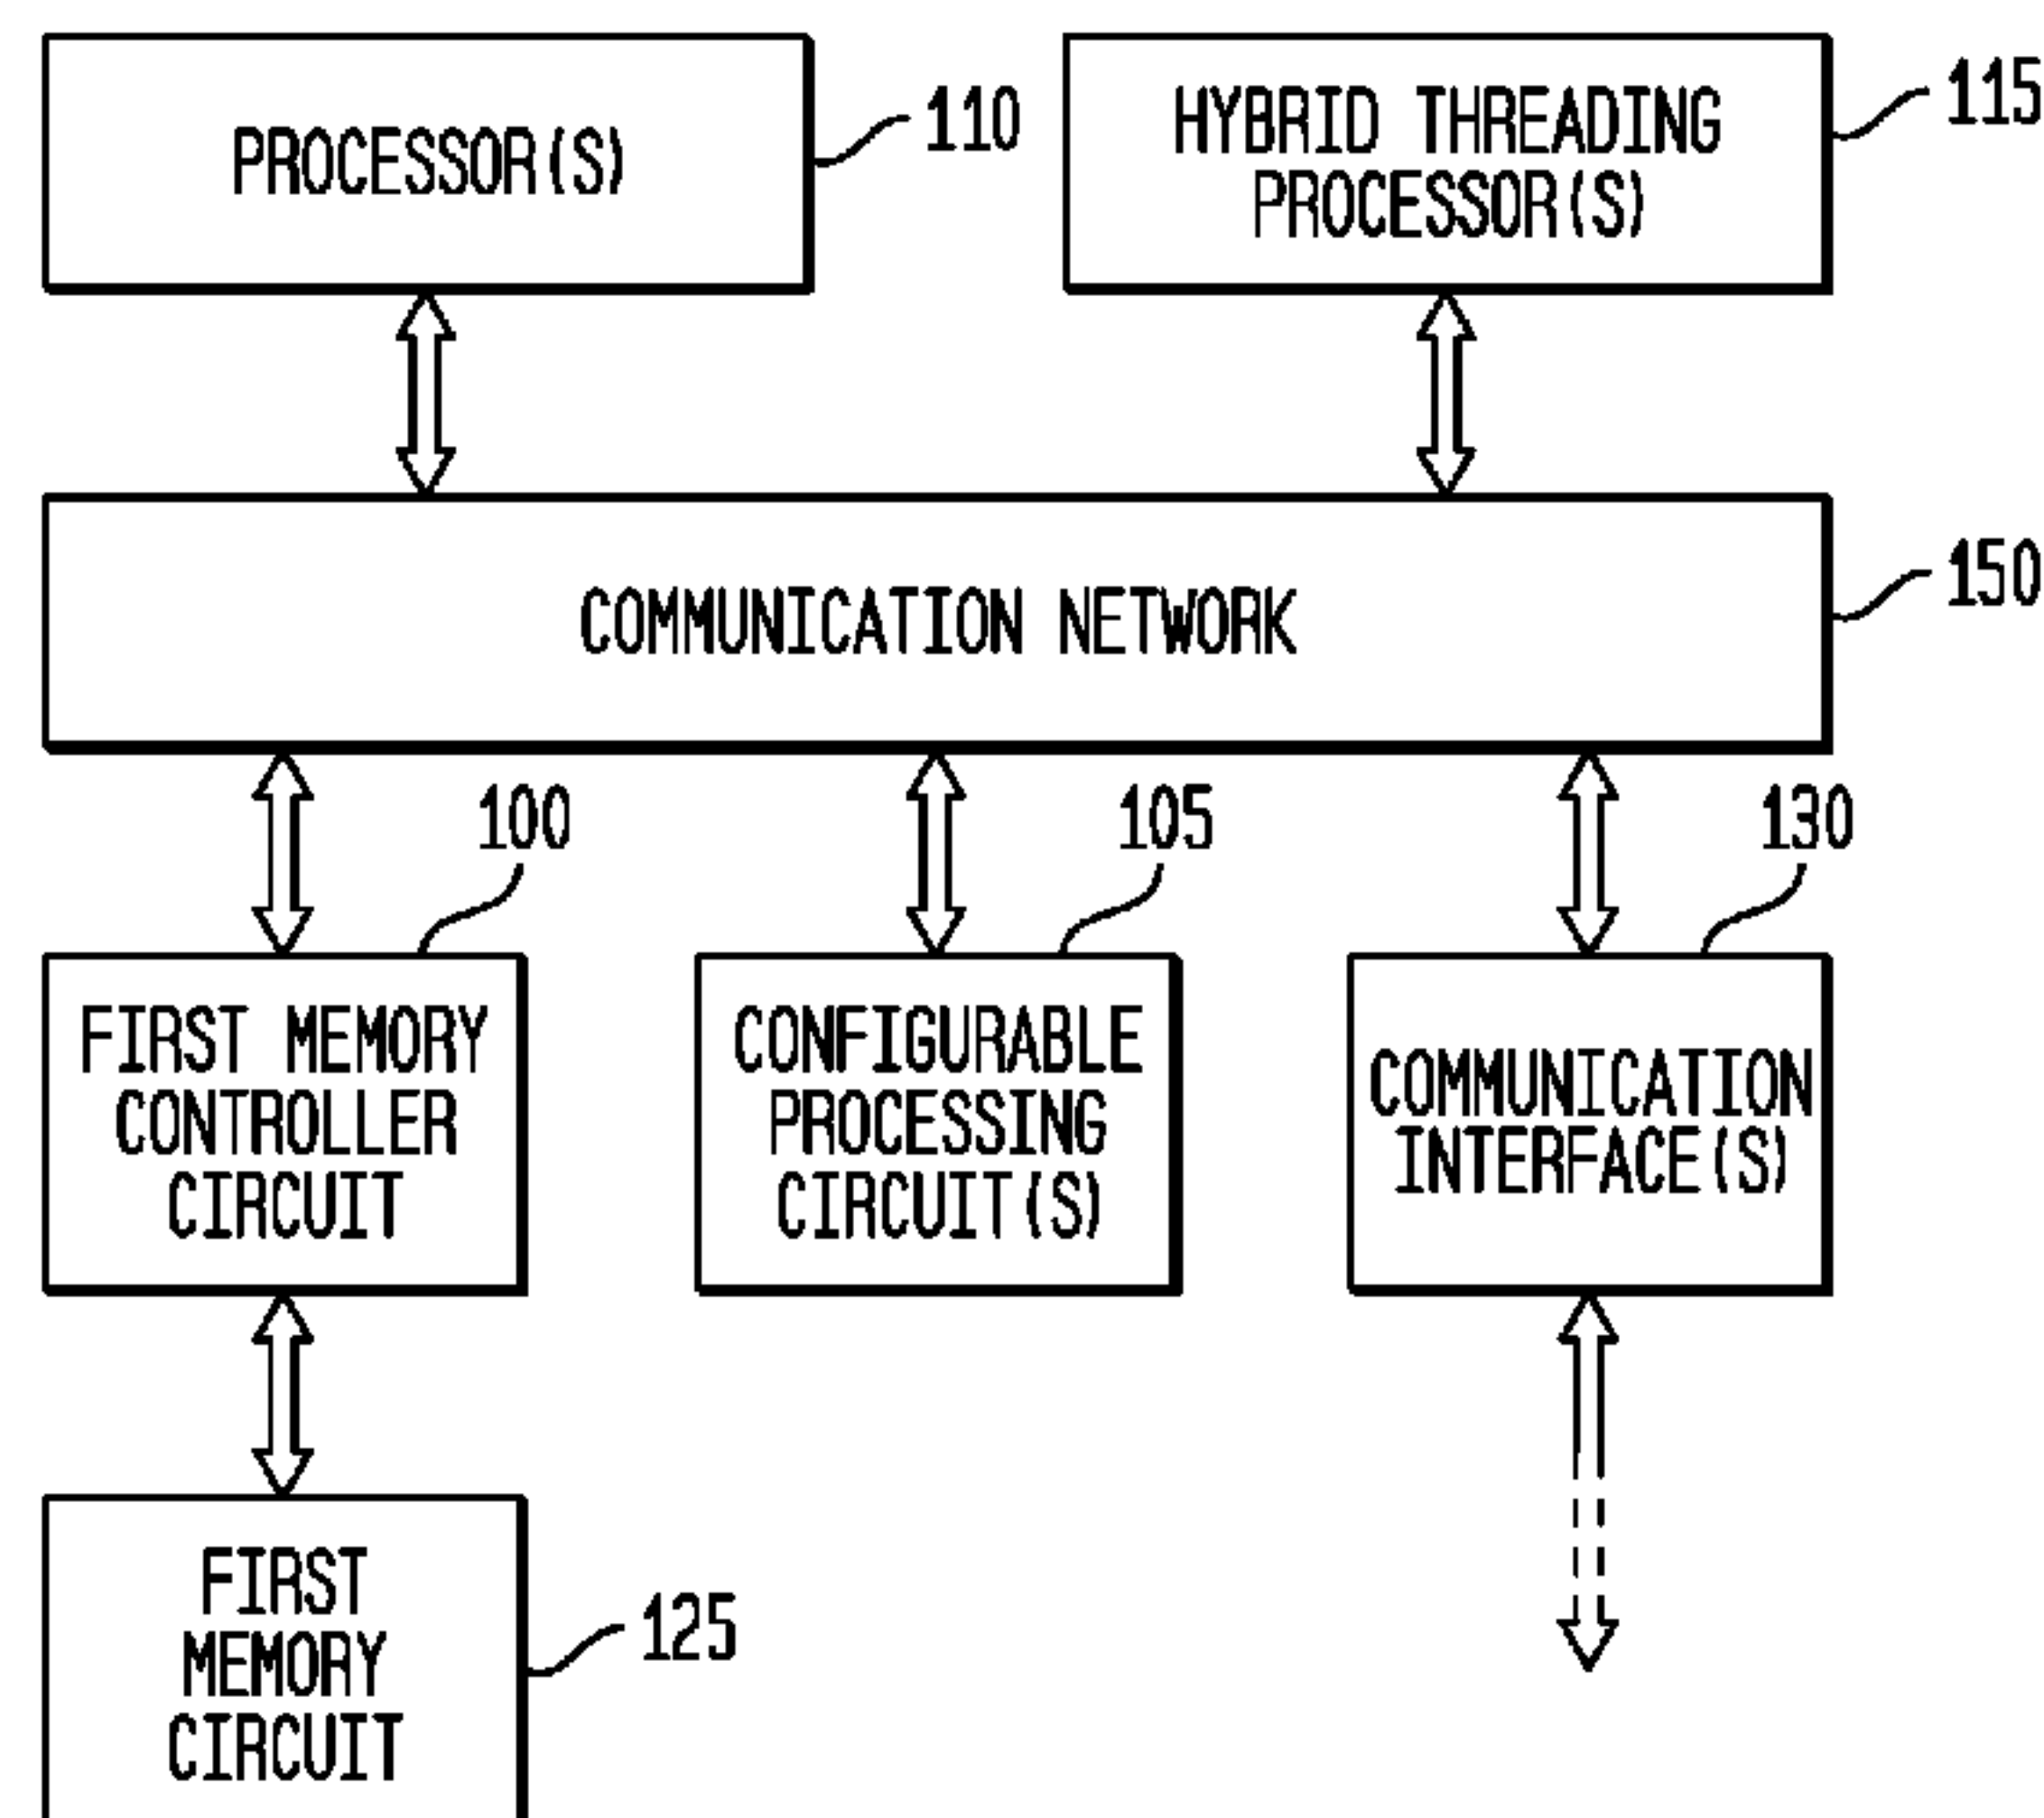 PROCESSOR(S)
110
HYBRID THREADING
PROCESSOR(S)
115
COMMUNICATION NETWORK
150
100
105
130
FIRST MEMORY
CONTROLLER
CIRCUIT
CONFIGURABLE
PROCESSING
CIRCUIT(S)
COMMUNICATION
INTERFACE(S)
FIRST
MEMORY
CIRCUIT
125